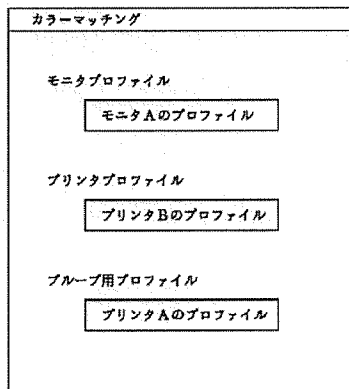 カラーマッチング
モニタプロファイル
モニタAのプロファイル
プリンタプロファイル
プリンタBのプロファイル
プルーフ用プロファイル
プリンタAのプロファイル